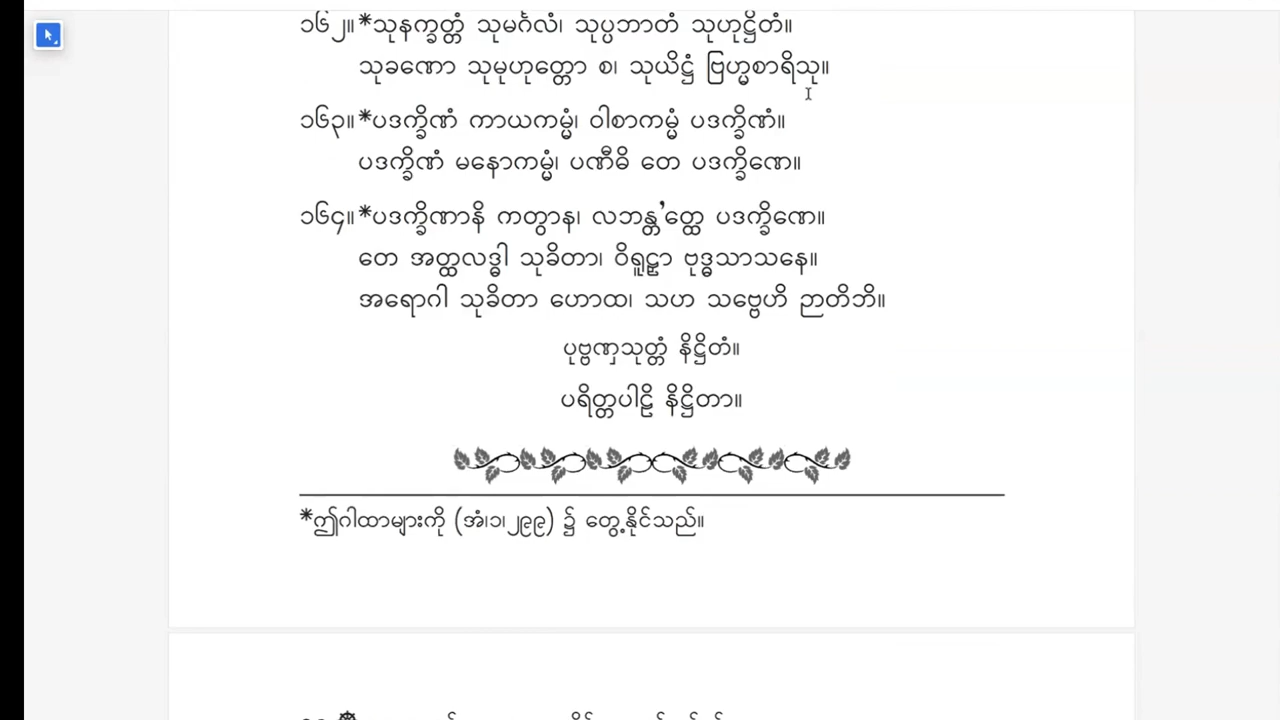 ၁၆၂။*သုနက္ခတ္တံ သုမင်္ဂလံ၊ သုပ္ပဘာတံ သုဟုဋ္ဌိတံ။
သုခဏော သုမုဟုတ္တော စ၊ သုယိဋ္ဌံ ဗြဟ္မစာရိသု။
၁၆၃။*ပဒက္ခိဏံ ကာယကမ္မံ၊ ဝါစာကမ္မံ ပဒက္ခိဏံ။
ပဒက္ခိဏံ မနောကမ္မံ၊ ပဏီဓိ တေ ပဒက္ခိဏေ။
၁၆၄။*ပဒက္ခိဏာနိ ကတွာန၊ လဘန္တ’တ္ထေ ပဒက္ခိဏေ။
တေ အတ္ထလဒ္ဓါ သုခိတာ၊ ဝိရူဠှာ ဗုဒ္ဓသာသနေ။
အရောဂါ သုခိတာ ဟောထ၊ သဟ သဗ္ဗေဟိ ဉာတိဘိ။
ပုဗ္ဗဏှသုတ္တံ နိဋ္ဌိတံ။
ပရိတ္တပါဠိ နိဋ္ဌိတာ။
*ဤဂါထာများကို (အံ၊၁၊၂၉၉) ၌ တွေ့နိုင်သည်။